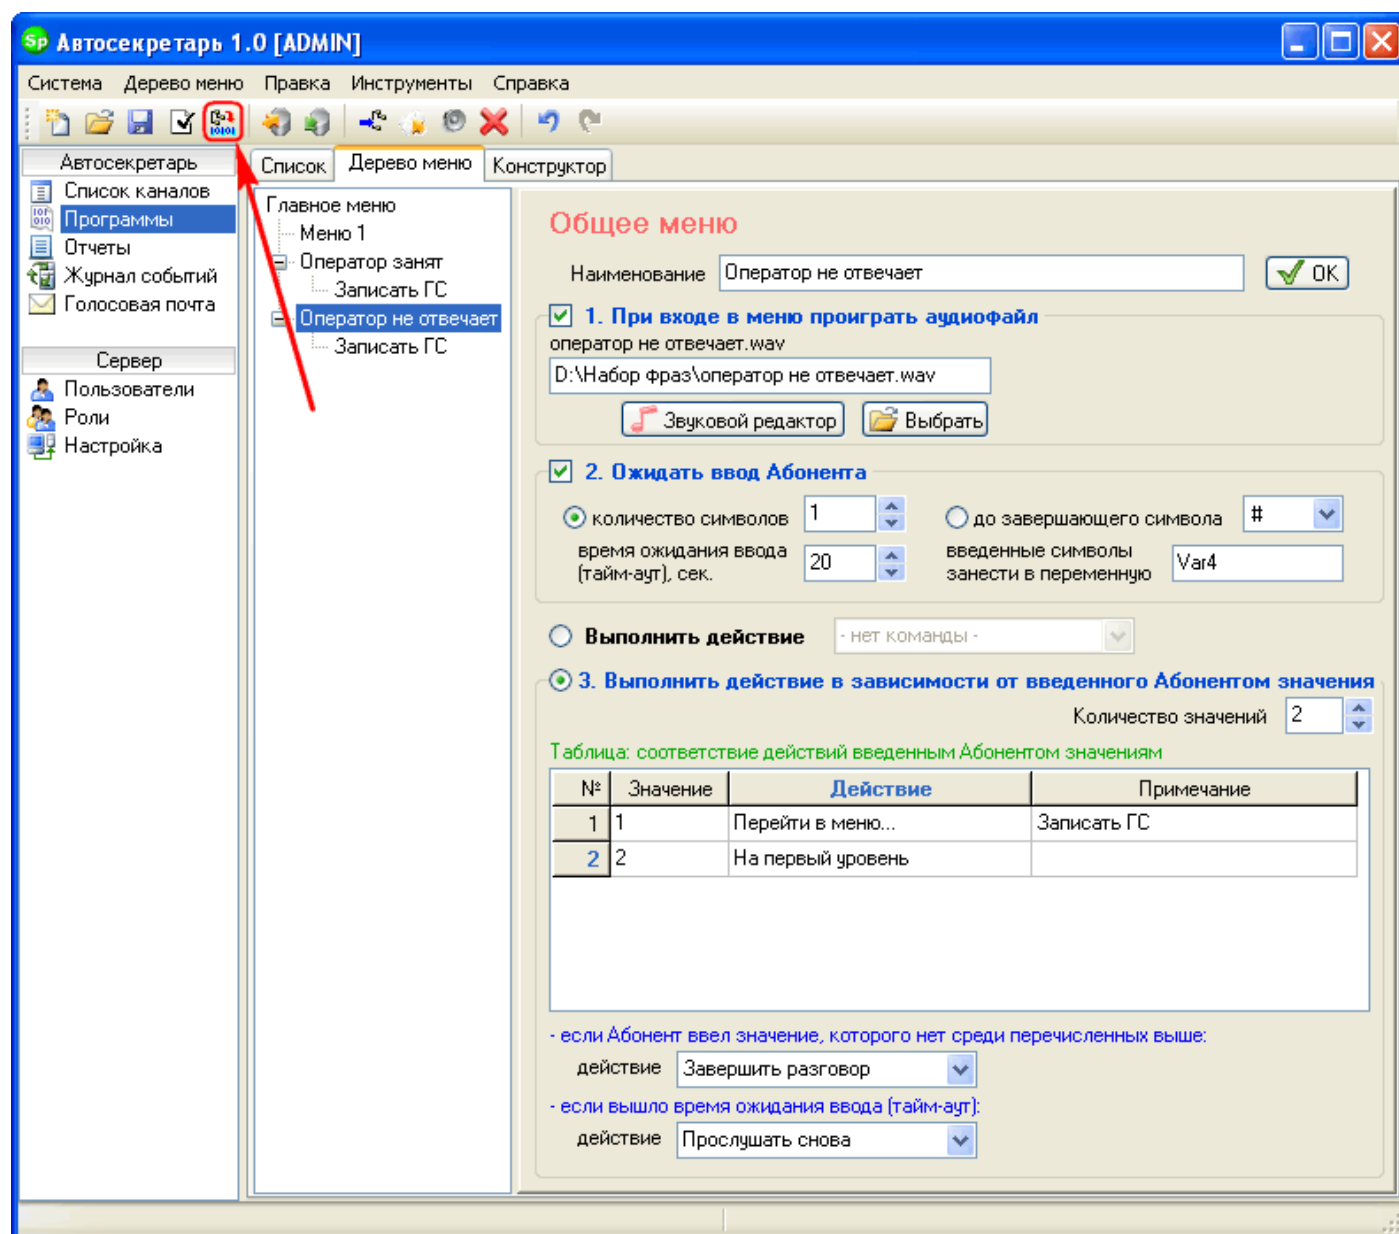 Автосекретарь 1.0 [ADMIN]
Система Дерево меню Правка Инструменты Справка
Автосекретарь
Список каналов
Программы
Отчеты
Журнал событий
Голосовая почта
Сервер
Пользователи
Роли
Настройка
Список Дерево меню Конструктор
Главное меню
Меню 1
Оператор занят
Записать ГС
Оператор не отвечает
Записать ГС
Общее меню
Наименование Оператор не отвечает OK
1. При входе в меню проиграть аудиофайл
оператор не отвечает.wav
D:\Набор фраз\оператор не отвечает.wav
Звуковой редактор Выбрать
2. Ожидать ввод Абонента
количество символов 1 до завершающего символа #
время ожидания ввода (тайм-аут), сек. 20 введенные символы занести в переменную Var4
Выполнить действие - нет команды -
3. Выполнить действие в зависимости от введенного Абонентом значения
Количество значений 2
Таблица: соответствие действий введенным Абонентом значениям
№ Значение Действие Примечание
1 1 Перейти в меню... Записать ГС
2 2 На первый уровень
- если Абонент ввел значение, которого нет среди перечисленных выше:
действие Завершить разговор
- если вышло время ожидания ввода (тайм-аут):
действие Прослушать снова